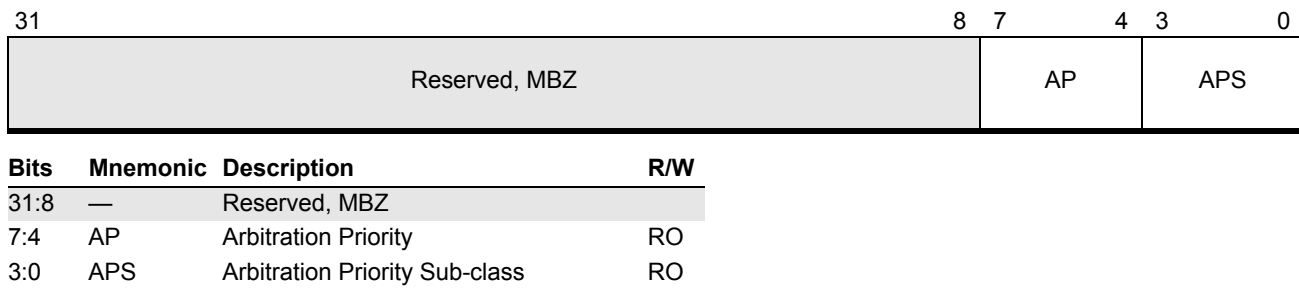 31 8 7 4 3 0
Reserved, MBZ AP APS
Bits Mnemonic Description R/W
31:8 — Reserved, MBZ
7:4 AP Arbitration Priority RO
3:0 APS Arbitration Priority Sub-class RO